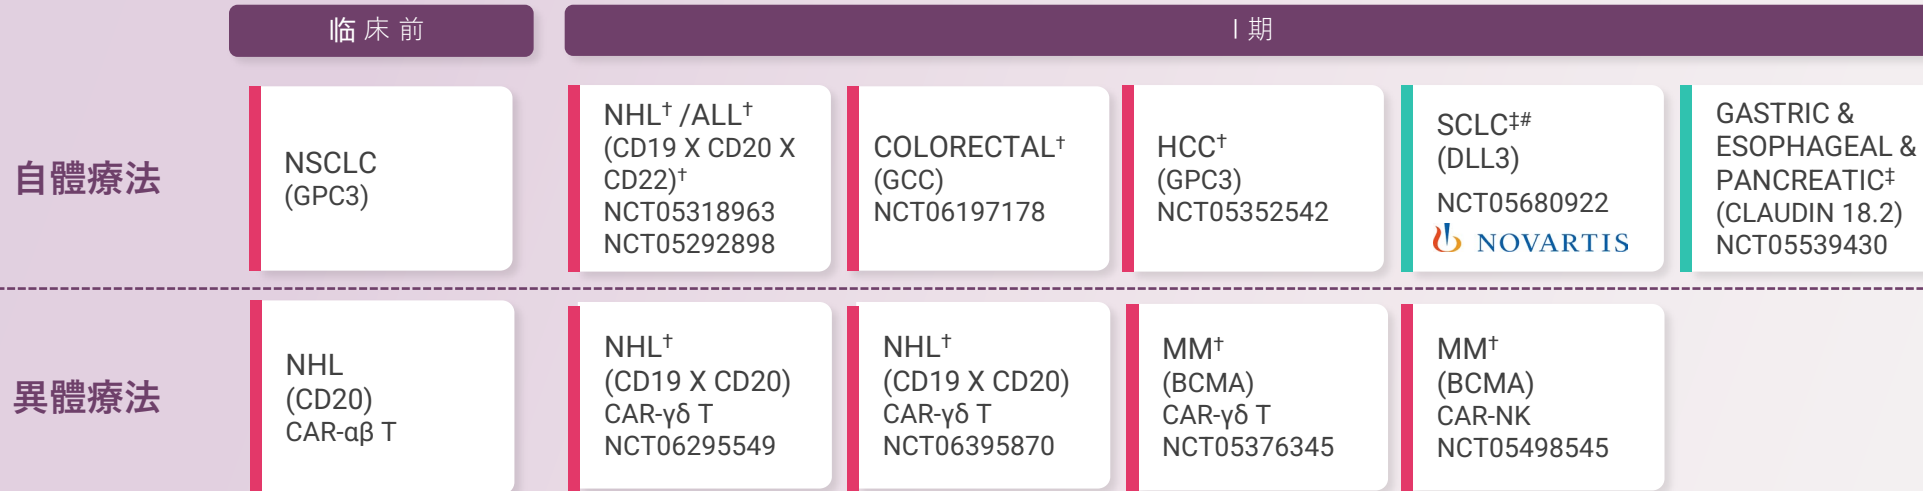 临床前
I 期
自體療法
NSCLC
(GPC3)
NHL† /ALL†
(CD19 X CD20 X
CD22)†
NCT05318963
NCT05292898
COLORECTAL†
(GCC)
NCT06197178
HCC†
(GPC3)
NCT05352542
SCLC‡#
(DLL3)
NCT05680922
NOVARTIS
GASTRIC &
ESOPHAGEAL &
PANCREATIC‡
(CLAUDIN 18.2)
NCT05539430
異體療法
NHL
(CD20)
CAR-αβ T
NHL†
(CD19 X CD20)
CAR-γδ T
NCT06295549
NHL†
(CD19 X CD20)
CAR-γδ T
NCT06395870
MM†
(BCMA)
CAR-γδ T
NCT05376345
MM†
(BCMA)
CAR-NK
NCT05498545